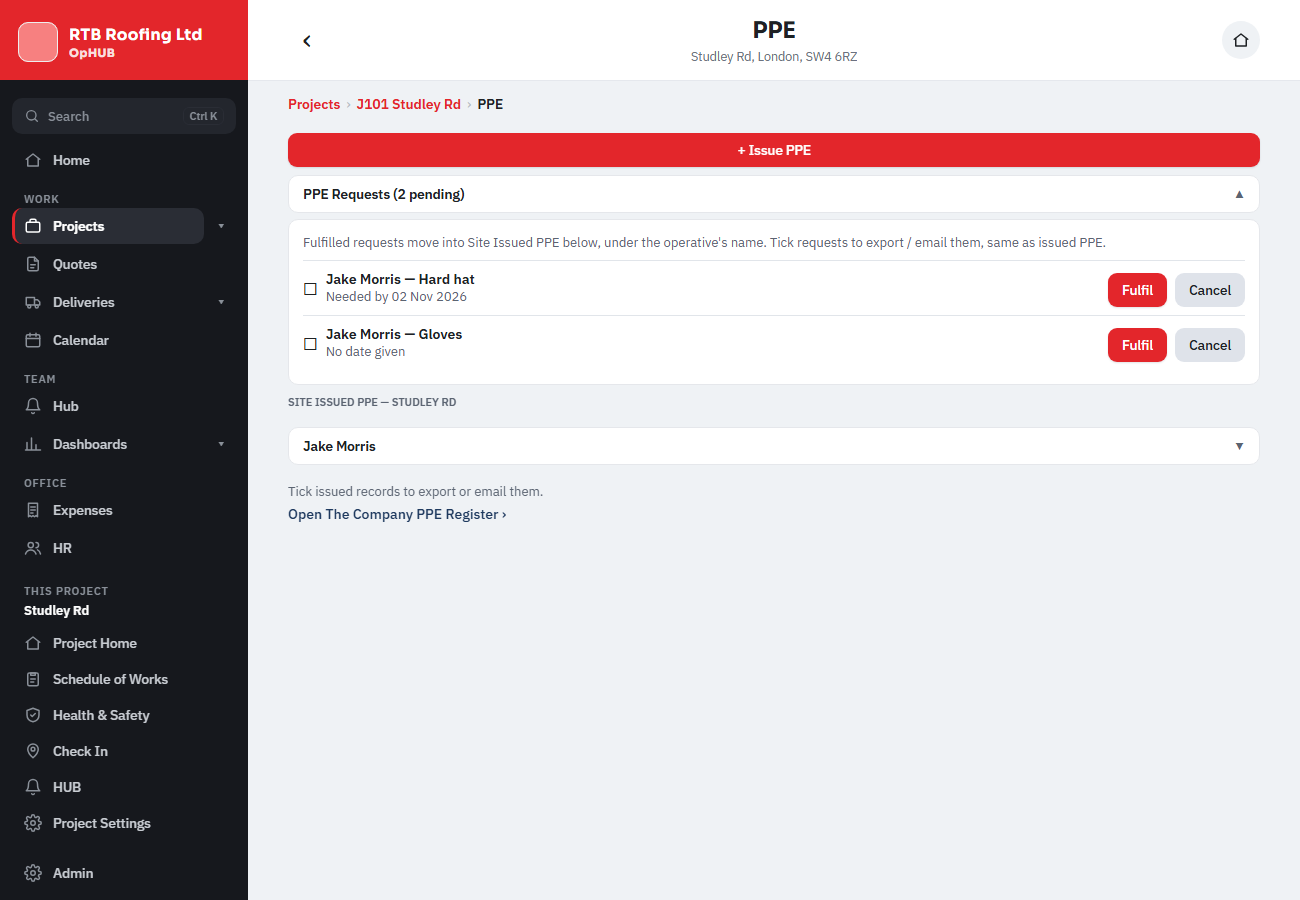 RTB Roofing Ltd
OpHUB
Search
Ctrl K
Home
WORK
Projects
Quotes
Deliveries
Calendar
TEAM
Hub
Dashboards
OFFICE
Expenses
HR
THIS PROJECT
Studley Rd
Project Home
Schedule of Works
Health & Safety
Check In
HUB
Project Settings
Admin
PPE
Studley Rd, London, SW4 6RZ
Projects › J101 Studley Rd › PPE
+ Issue PPE
PPE Requests (2 pending)
Fulfilled requests move into Site Issued PPE below, under the operative's name. Tick requests to export / email them, same as issued PPE.
Jake Morris — Hard hat
Needed by 02 Nov 2026
Fulfil
Cancel
Jake Morris — Gloves
No date given
Fulfil
Cancel
SITE ISSUED PPE — STUDLEY RD
Jake Morris
Tick issued records to export or email them.
Open The Company PPE Register ›